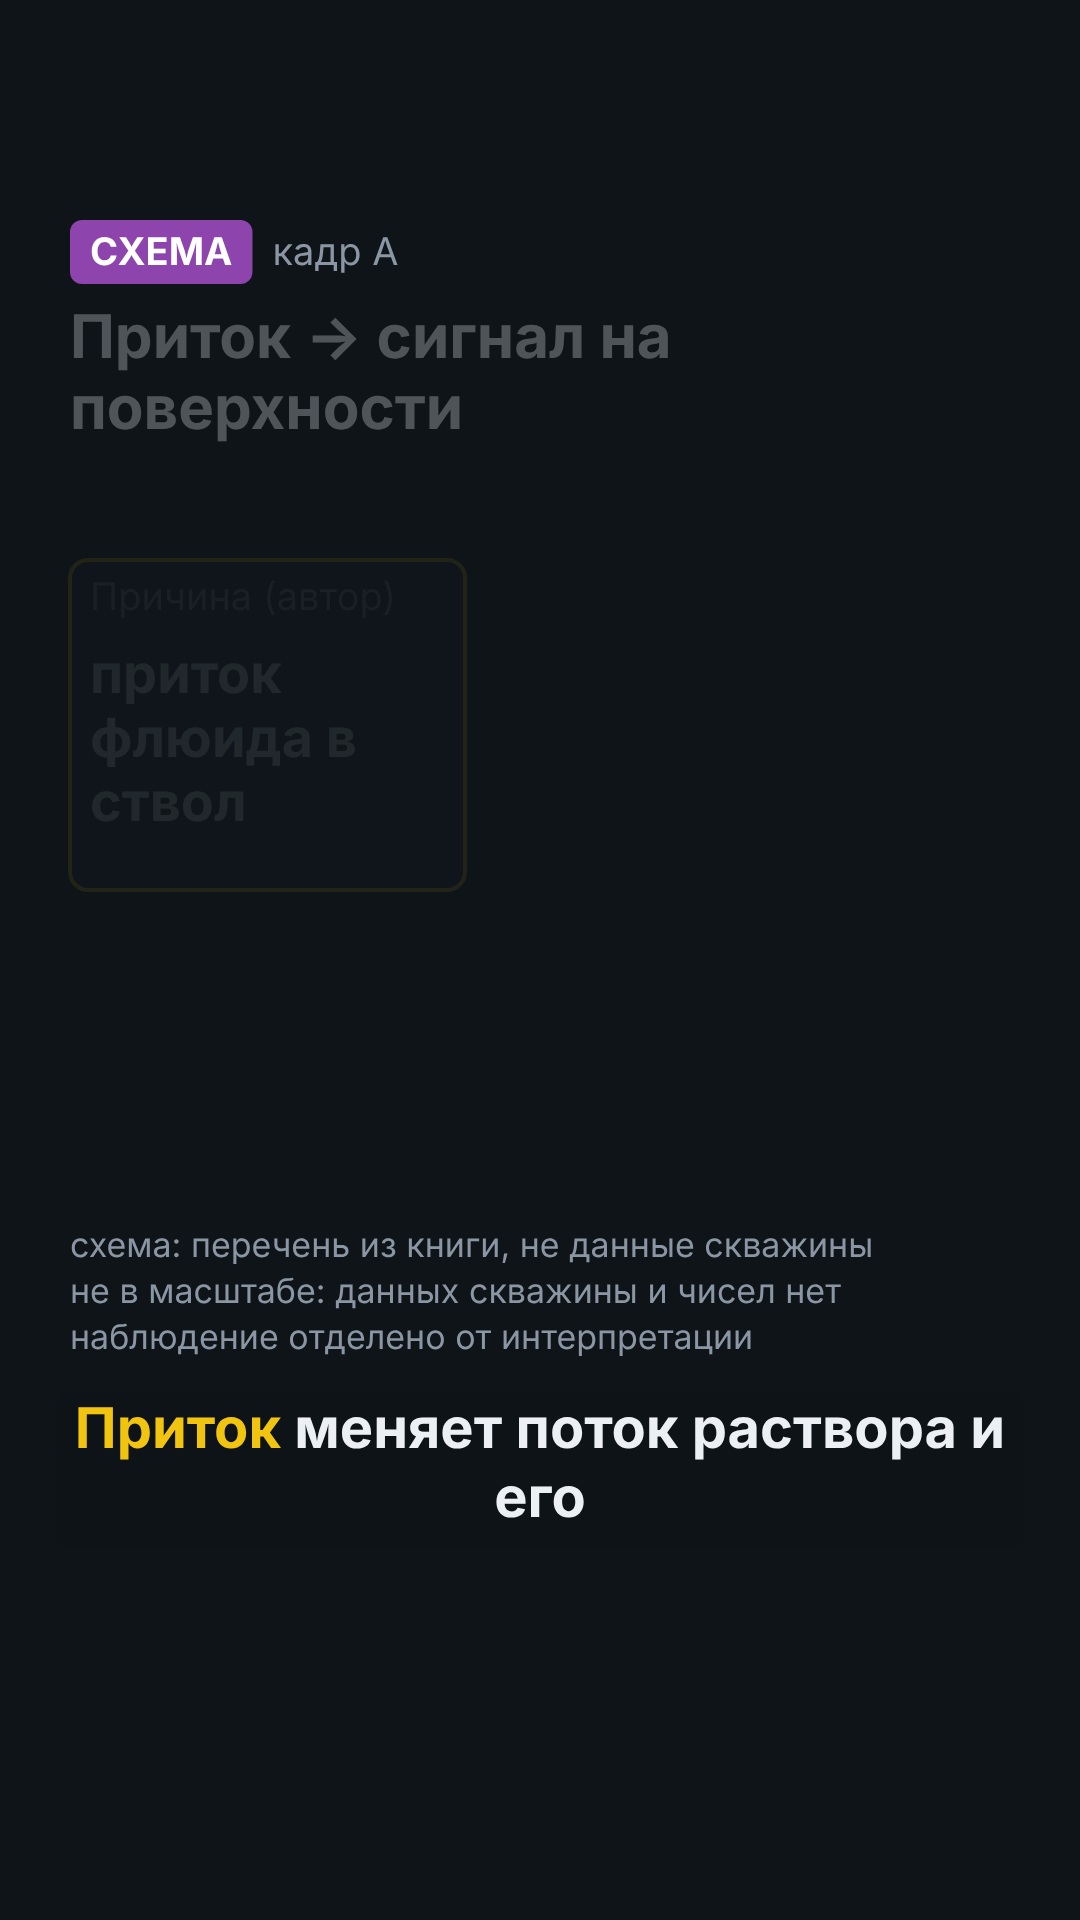 СХЕМА кадр А
Приток → сигнал на
поверхности
Причина (автор)
приток
флюида в
ствол
схема: перечень из книги, не данные скважины
не в масштабе: данных скважины и чисел нет
наблюдение отделено от интерпретации
Приток меняет поток раствора и
его